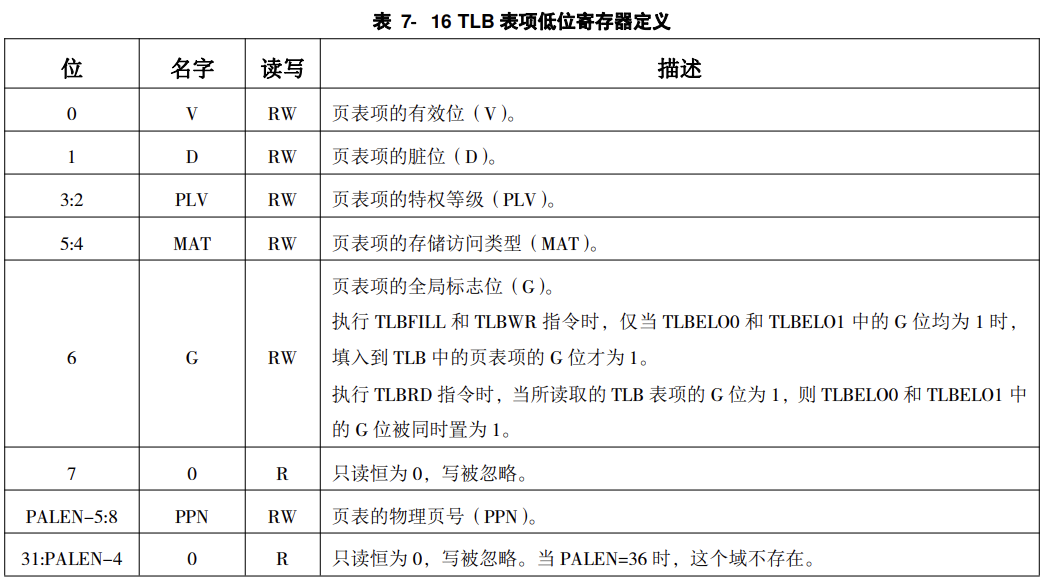 表 7- 16 TLB 表项低位寄存器定义
位 名字 读写 描述
0 V RW 页表项的有效位（V）。
1 D RW 页表项的脏位（D）。
3:2 PLV RW 页表项的特权等级（PLV）。
5:4 MAT RW 页表项的存储访问类型（MAT）。
6 G RW 页表项的全局标志位（G）。
执行 TLBFILL 和 TLBWR 指令时，仅当 TLBELO0 和 TLBELO1 中的 G 位均为 1 时，
填入到 TLB 中的页表项的 G 位才为 1。
执行 TLBRD 指令时，当所读取的 TLB 表项的 G 位为 1，则 TLBELO0 和 TLBELO1 中
的 G 位被同时置为 1。
7 0 R 只读恒为 0，写被忽略。
PALEN-5:8 PPN RW 页表的物理页号（PPN）。
31:PALEN-4 0 R 只读恒为 0，写被忽略。当 PALEN=36 时，这个域不存在。